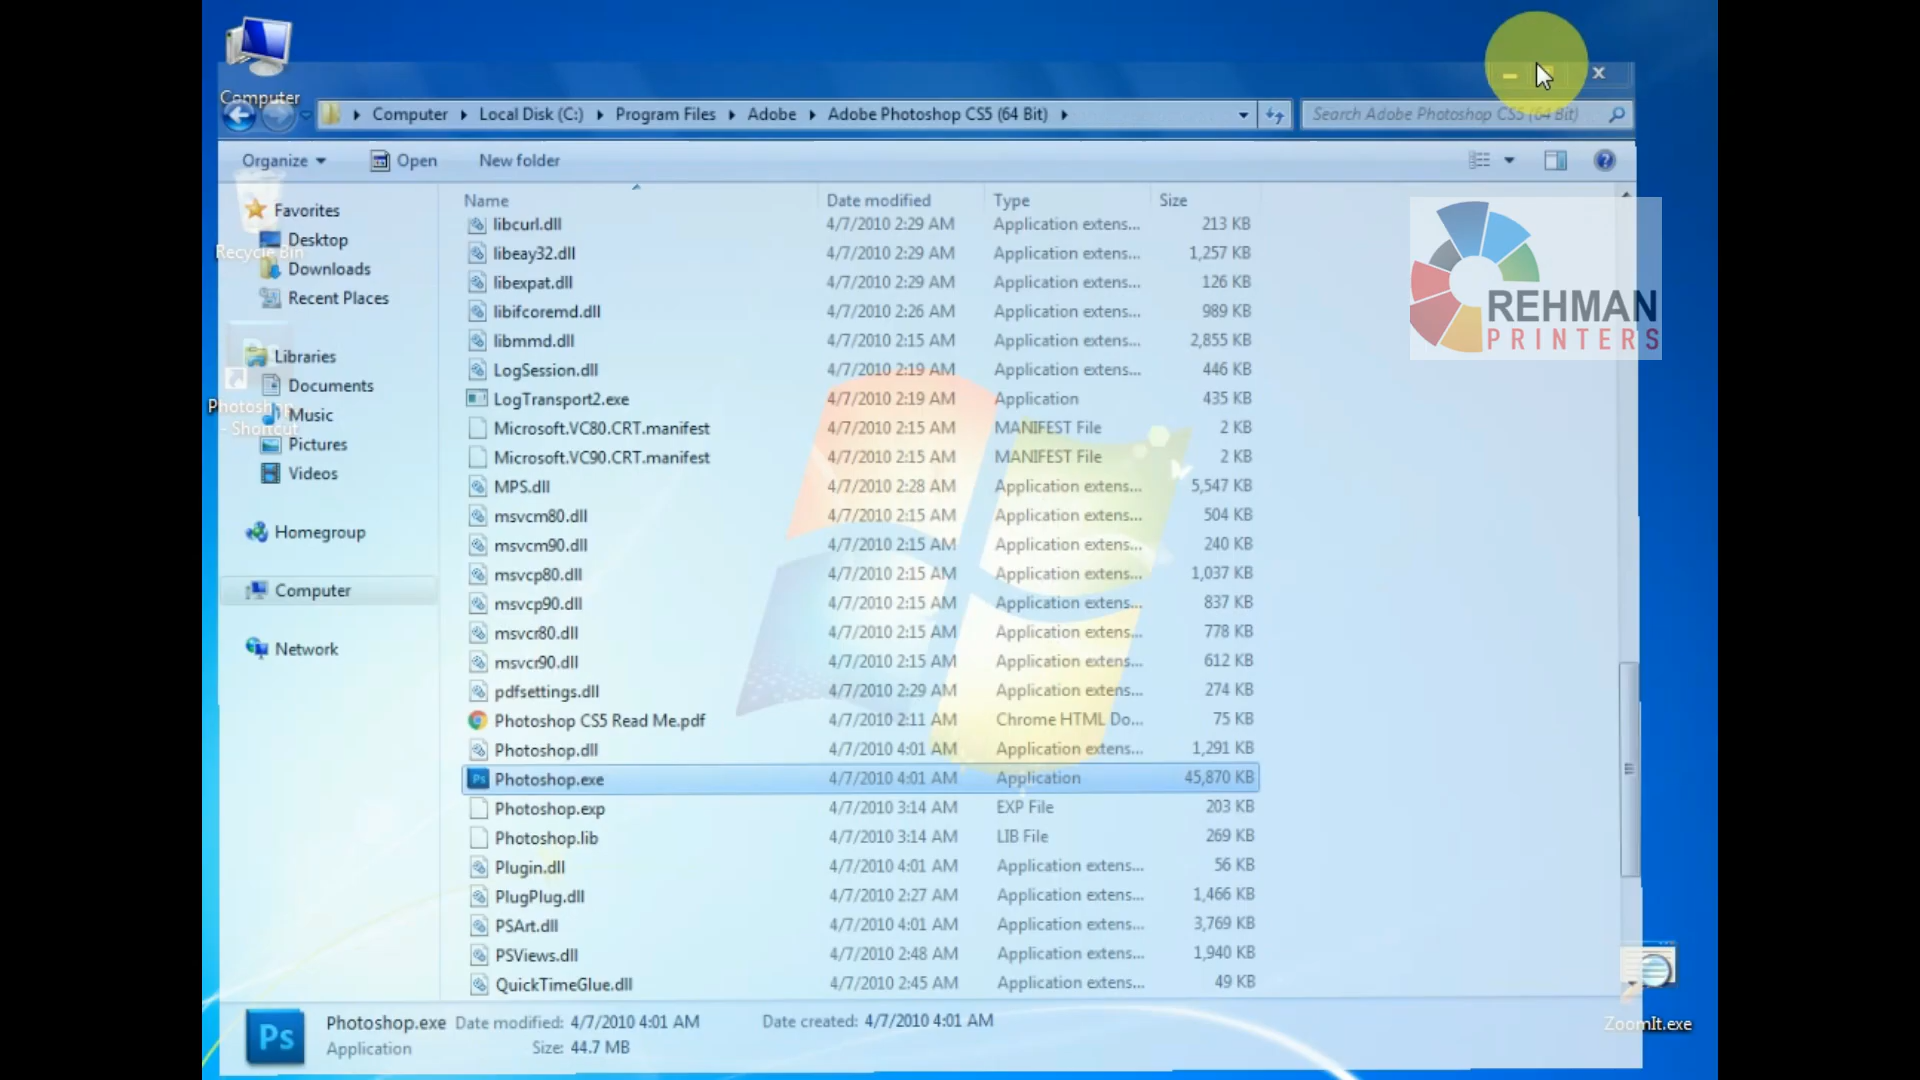 Computer
Computer Local Disk (C:) Program Files Adobe Adobe Photoshop CS5 (64 Bit)
Search Adobe Photoshop CS5 (64 Bit)
Organize Open New folder
Name Date modified Type Size
Favorites
Desktop
Recycle Bin
Downloads
Recent Places
Libraries
Documents
Photoshop
- Shortcut
Music
Pictures
Videos
Homegroup
Computer
Network
libcurl.dll 4/7/2010 2:29 AM Application extens... 213 KB
libeay32.dll 4/7/2010 2:29 AM Application extens... 1,257 KB
libexpat.dll 4/7/2010 2:29 AM Application extens... 126 KB
libifcoremd.dll 4/7/2010 2:26 AM Application extens... 989 KB
libmmd.dll 4/7/2010 2:15 AM Application extens... 2,855 KB
LogSession.dll 4/7/2010 2:19 AM Application extens... 446 KB
LogTransport2.exe 4/7/2010 2:19 AM Application 435 KB
Microsoft.VC80.CRT.manifest 4/7/2010 2:15 AM MANIFEST File 2 KB
Microsoft.VC90.CRT.manifest 4/7/2010 2:15 AM MANIFEST File 2 KB
MPS.dll 4/7/2010 2:28 AM Application extens... 5,547 KB
msvcm80.dll 4/7/2010 2:15 AM Application extens... 504 KB
msvcm90.dll 4/7/2010 2:15 AM Application extens... 240 KB
msvcp80.dll 4/7/2010 2:15 AM Application extens... 1,037 KB
msvcp90.dll 4/7/2010 2:15 AM Application extens... 837 KB
msvcr80.dll 4/7/2010 2:15 AM Application extens... 778 KB
msvcr90.dll 4/7/2010 2:15 AM Application extens... 612 KB
pdfsettings.dll 4/7/2010 2:29 AM Application extens... 274 KB
Photoshop CS5 Read Me.pdf 4/7/2010 2:11 AM Chrome HTML Do... 75 KB
Photoshop.dll 4/7/2010 4:01 AM Application extens... 1,291 KB
Photoshop.exe 4/7/2010 4:01 AM Application 45,870 KB
Photoshop.exp 4/7/2010 3:14 AM EXP File 203 KB
Photoshop.lib 4/7/2010 3:14 AM LIB File 269 KB
Plugin.dll 4/7/2010 4:01 AM Application extens... 56 KB
PlugPlug.dll 4/7/2010 2:27 AM Application extens... 1,466 KB
PSArt.dll 4/7/2010 4:01 AM Application extens... 3,769 KB
PSViews.dll 4/7/2010 2:48 AM Application extens... 1,940 KB
QuickTimeGlue.dll 4/7/2010 2:45 AM Application extens... 49 KB
REHMAN
PRINTERS
Ps
Photoshop.exe Date modified: 4/7/2010 4:01 AM Date created: 4/7/2010 4:01 AM
Application Size: 44.7 MB
ZoomIt.exe